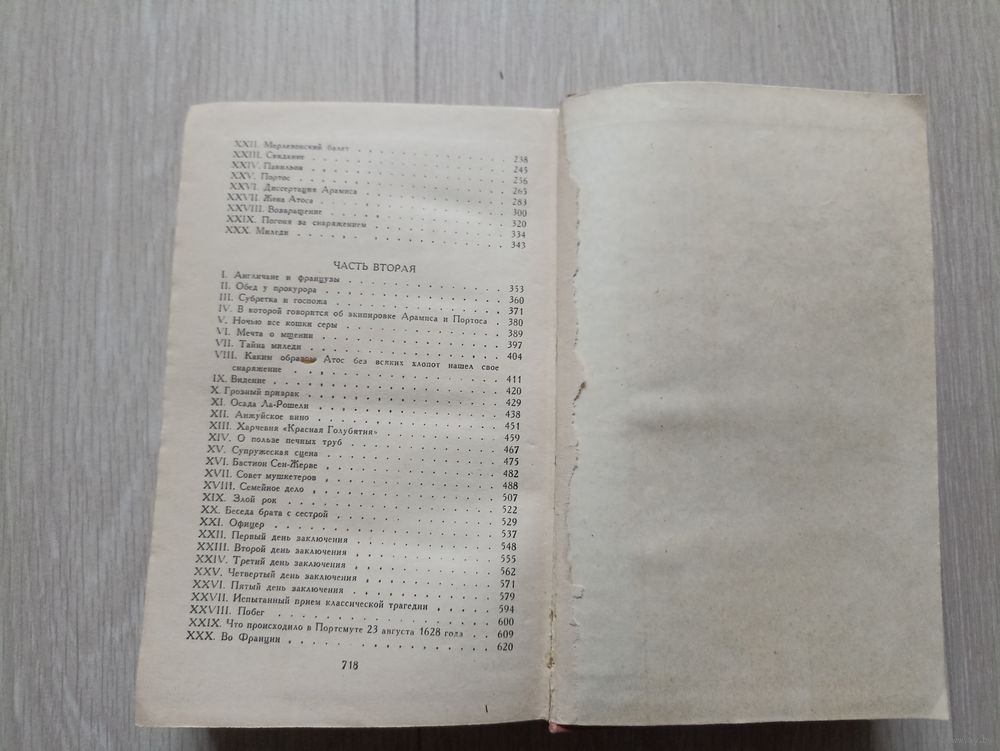 XXII. Мерлезонский балет . . . . . . . . . . 238
XXIII. Свидание . . . . . . . . . . . . . 245
XXIV. Павильон . . . . . . . . . . . . . 256
XXV. Портос . . . . . . . . . . . . . . 265
XXVI. Диссертация Арамиса . . . . . . . . . 283
XXVII. Жена Атоса . . . . . . . . . . . . 300
XXVIII. Возвращение . . . . . . . . . . . . 320
XXIX. Погоня за снаряжением . . . . . . . . 334
XXX. Миледи . . . . . . . . . . . . . . 343
ЧАСТЬ ВТОРАЯ
I. Англичане и французы . . . . . . . . . . 353
II. Обед у прокурора . . . . . . . . . . . 360
III. Субретка и госпожа . . . . . . . . . . 371
IV. В которой говорится об экипировке Арамиса и Портоса . 380
V. Ночью все кошки серы . . . . . . . . . . 389
VI. Мечта о мщении . . . . . . . . . . . . 397
VII. Тайна миледи . . . . . . . . . . . . 404
VIII. Каким образом Атос без всяких хлопот нашел свое
снаряжение . . . . . . . . . . . . . 411
IX. Видение . . . . . . . . . . . . . . 420
X. Грозный призрак . . . . . . . . . . . . 429
XI. Осада Ла-Рошели . . . . . . . . . . . 438
XII. Анжуйское вино . . . . . . . . . . . 451
XIII. Харчевня «Красная Голубятня» . . . . . . . 459
XIV. О пользе печных труб . . . . . . . . . 467
XV. Супружеская сцена . . . . . . . . . . . 475
XVI. Бастион Сен-Жерве . . . . . . . . . . 482
XVII. Совет мушкетеров . . . . . . . . . . 488
XVIII. Семейное дело . . . . . . . . . . . 507
XIX. Злой рок . . . . . . . . . . . . . 522
XX. Беседа брата с сестрой . . . . . . . . . 529
XXI. Офицер . . . . . . . . . . . . . . 537
XXII. Первый день заключения . . . . . . . . 548
XXIII. Второй день заключения . . . . . . . . 555
XXIV. Третий день заключения . . . . . . . . 562
XXV. Четвертый день заключения . . . . . . . . 571
XXVI. Пятый день заключения . . . . . . . . . 579
XXVII. Испытанный прием классической трагедии . . . . 594
XXVIII. Побег . . . . . . . . . . . . . . 600
XXIX. Что происходило в Портсмуте 23 августа 1628 года . . 609
XXX. Во Франции . . . . . . . . . . . . . 620
718